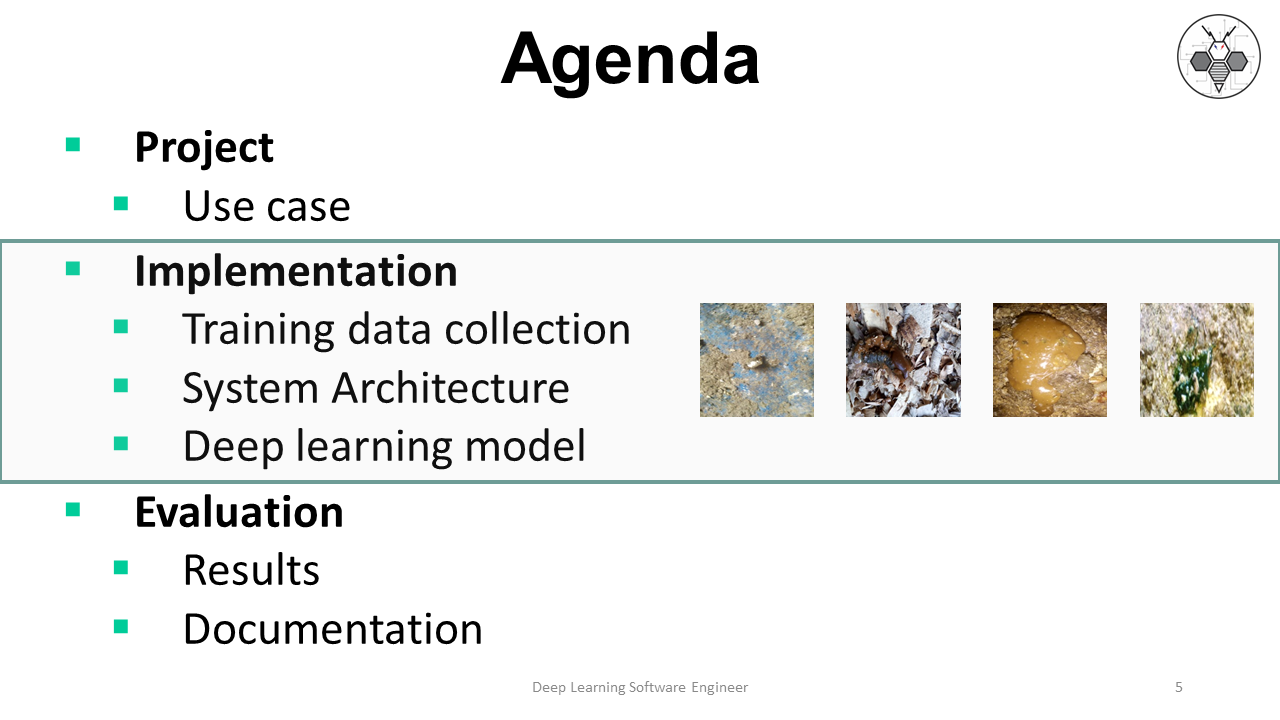 Agenda
Project
Use case
Implementation
Training data collection
System Architecture
Deep learning model
Evaluation
Results
Documentation
Deep Learning Software Engineer
5